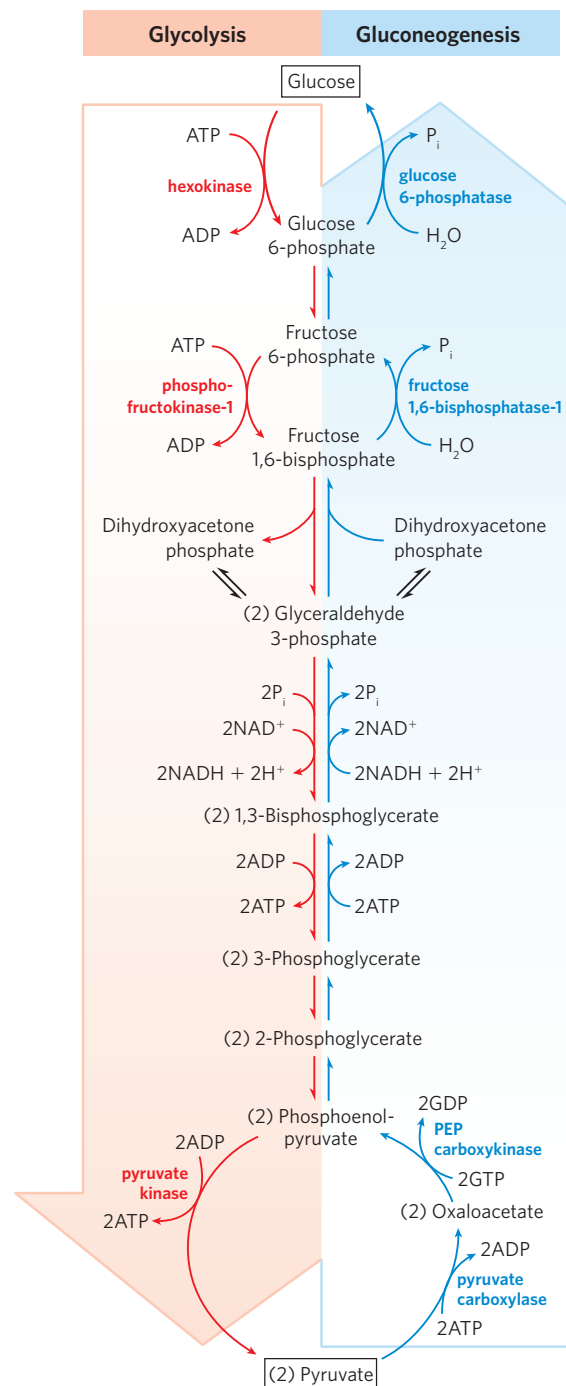 Glycolysis
Gluconeogenesis
Glucose
ATP
P_i
hexokinase
glucose
6-phosphatase
ADP
H₂O
Glucose
6-phosphate
ATP
Fructose
6-phosphate
P_i
phospho-
fructokinase-1
fructose
1,6-bisphosphatase-1
ADP
Fructose
1,6-bisphosphate
H₂O
Dihydroxyacetone
phosphate
Dihydroxyacetone
phosphate
(2) Glyceraldehyde
3-phosphate
2P_i
2P_i
2NAD⁺
2NAD⁺
2NADH + 2H⁺
2NADH + 2H⁺
(2) 1,3-Bisphosphoglycerate
2ADP
2ADP
2ATP
2ATP
(2) 3-Phosphoglycerate
(2) 2-Phosphoglycerate
(2) Phosphoenol-
pyruvate
2GDP
PEP
carboxykinase
2ADP
2GTP
pyruvate
kinase
2ATP
(2) Oxaloacetate
2ADP
pyruvate
carboxylase
2ATP
(2) Pyruvate